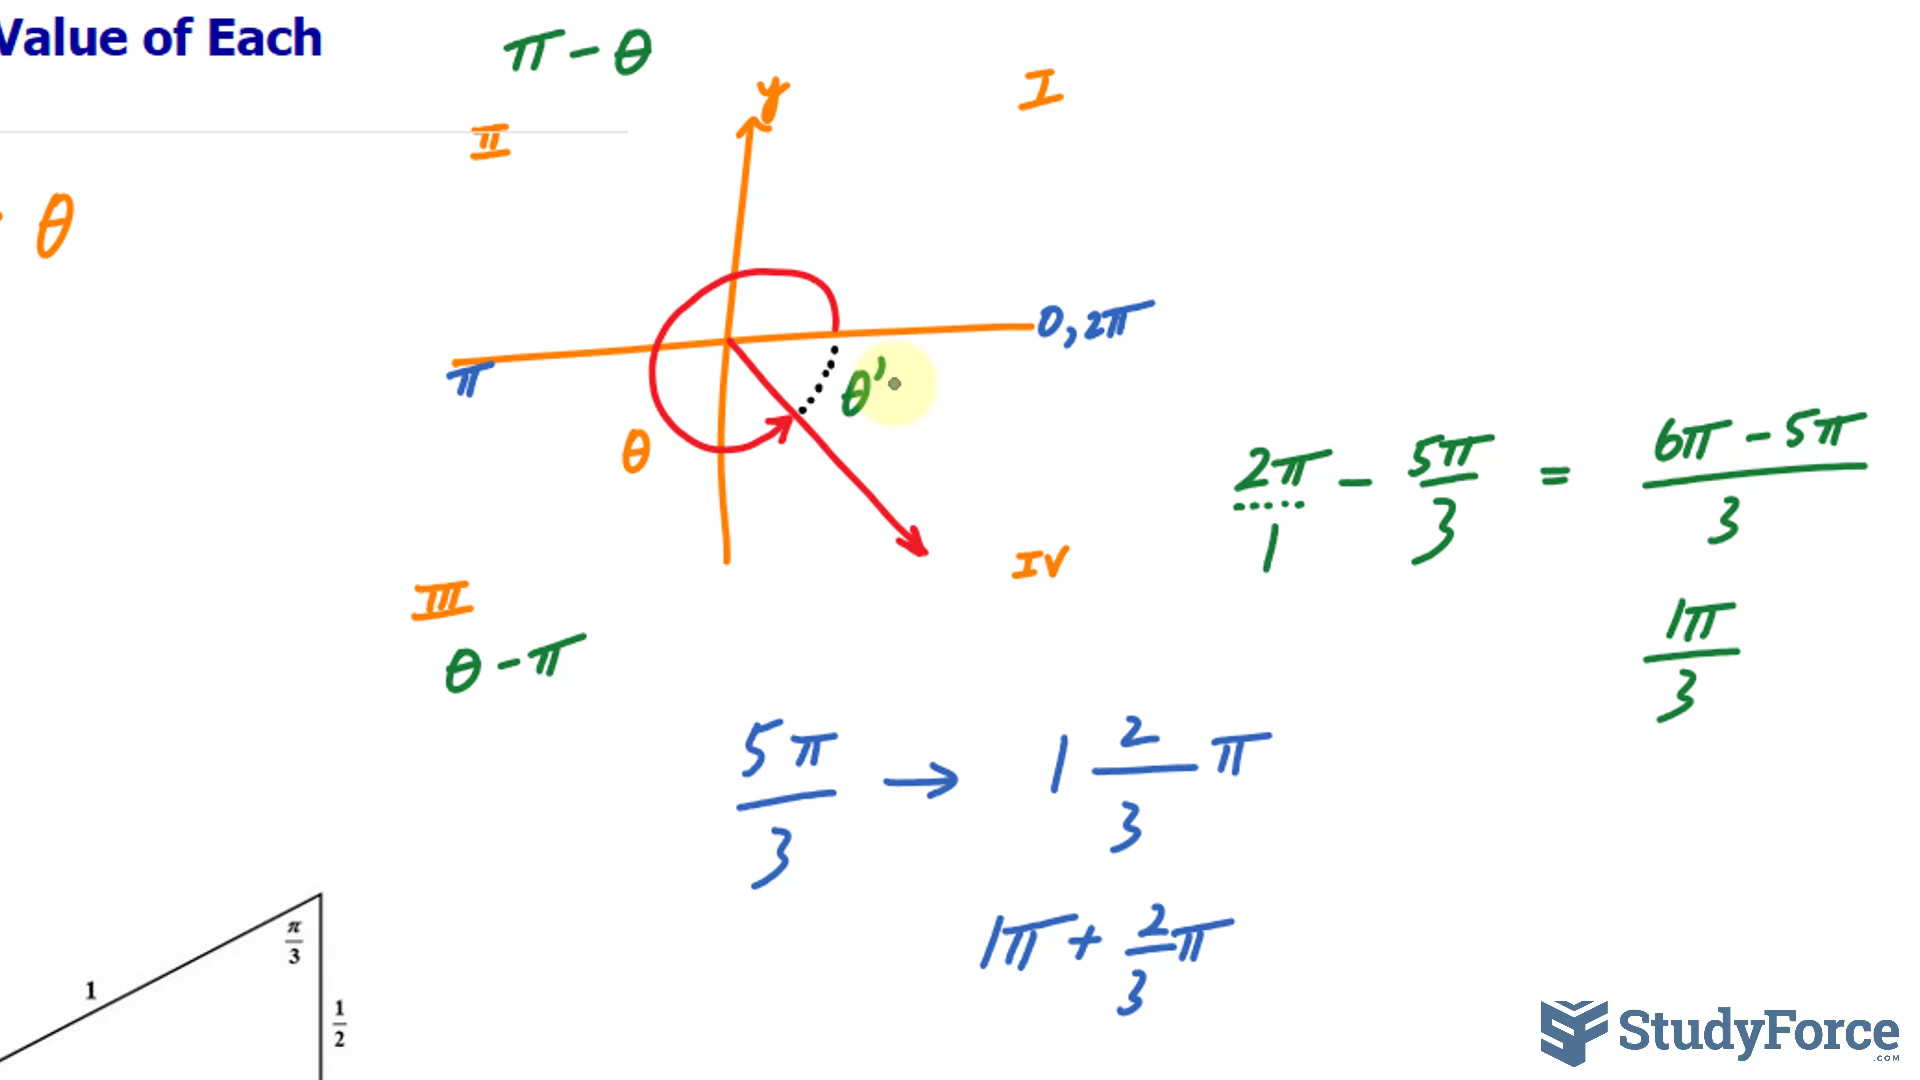 Value of Each
π - θ
y
I
II
θ
0, 2π
π
θ'
θ
2π/1 - 5π/3 = (6π - 5π)/3
IV
III
1π/3
θ - π
5π/3 → 1 2/3 π
1π + 2/3 π
π/3
1
1/2
StudyForce
.COM